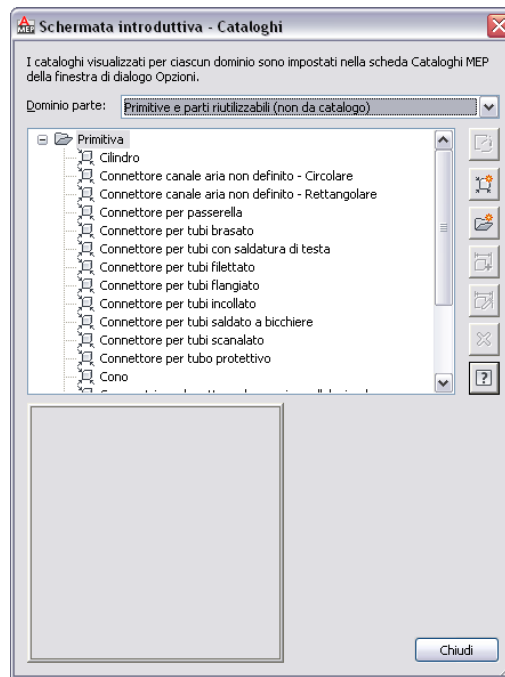 MEP
Schermata introduttiva - Cataloghi
I cataloghi visualizzati per ciascun dominio sono impostati nella scheda Cataloghi MEP
della finestra di dialogo Opzioni.
Dominio parte:
Primitive e parti riutilizzabili (non da catalogo)
Primitiva
Cilindro
Connettore canale aria non definito - Circolare
Connettore canale aria non definito - Rettangolare
Connettore per passerella
Connettore per tubi brasato
Connettore per tubi con saldatura di testa
Connettore per tubi filettato
Connettore per tubi flangiato
Connettore per tubi incollato
Connettore per tubi saldato a bicchiere
Connettore per tubi scanalato
Connettore per tubo protettivo
Cono
?
Chiudi